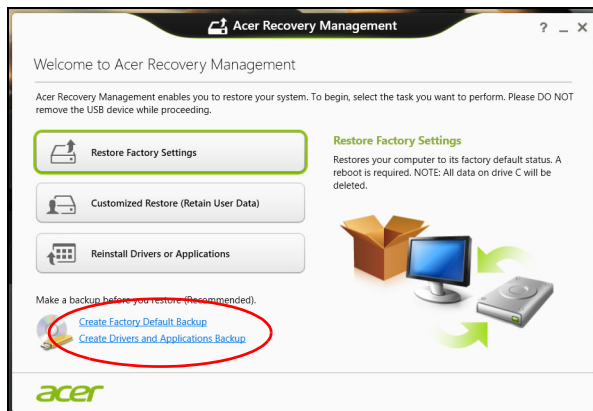 Acer Recovery Management
? _ X
Welcome to Acer Recovery Management
Acer Recovery Management enables you to restore your system. To begin, select the task you want to perform. Please DO NOT
remove the USB device while proceeding.
Restore Factory Settings
Customized Restore (Retain User Data)
Reinstall Drivers or Applications
Restore Factory Settings
Restores your computer to its factory default status. A
reboot is required. NOTE: All data on drive C will be
deleted.
Make a backup before you restore (Recommended).
Create Factory Default Backup
Create Drivers and Applications Backup
acer